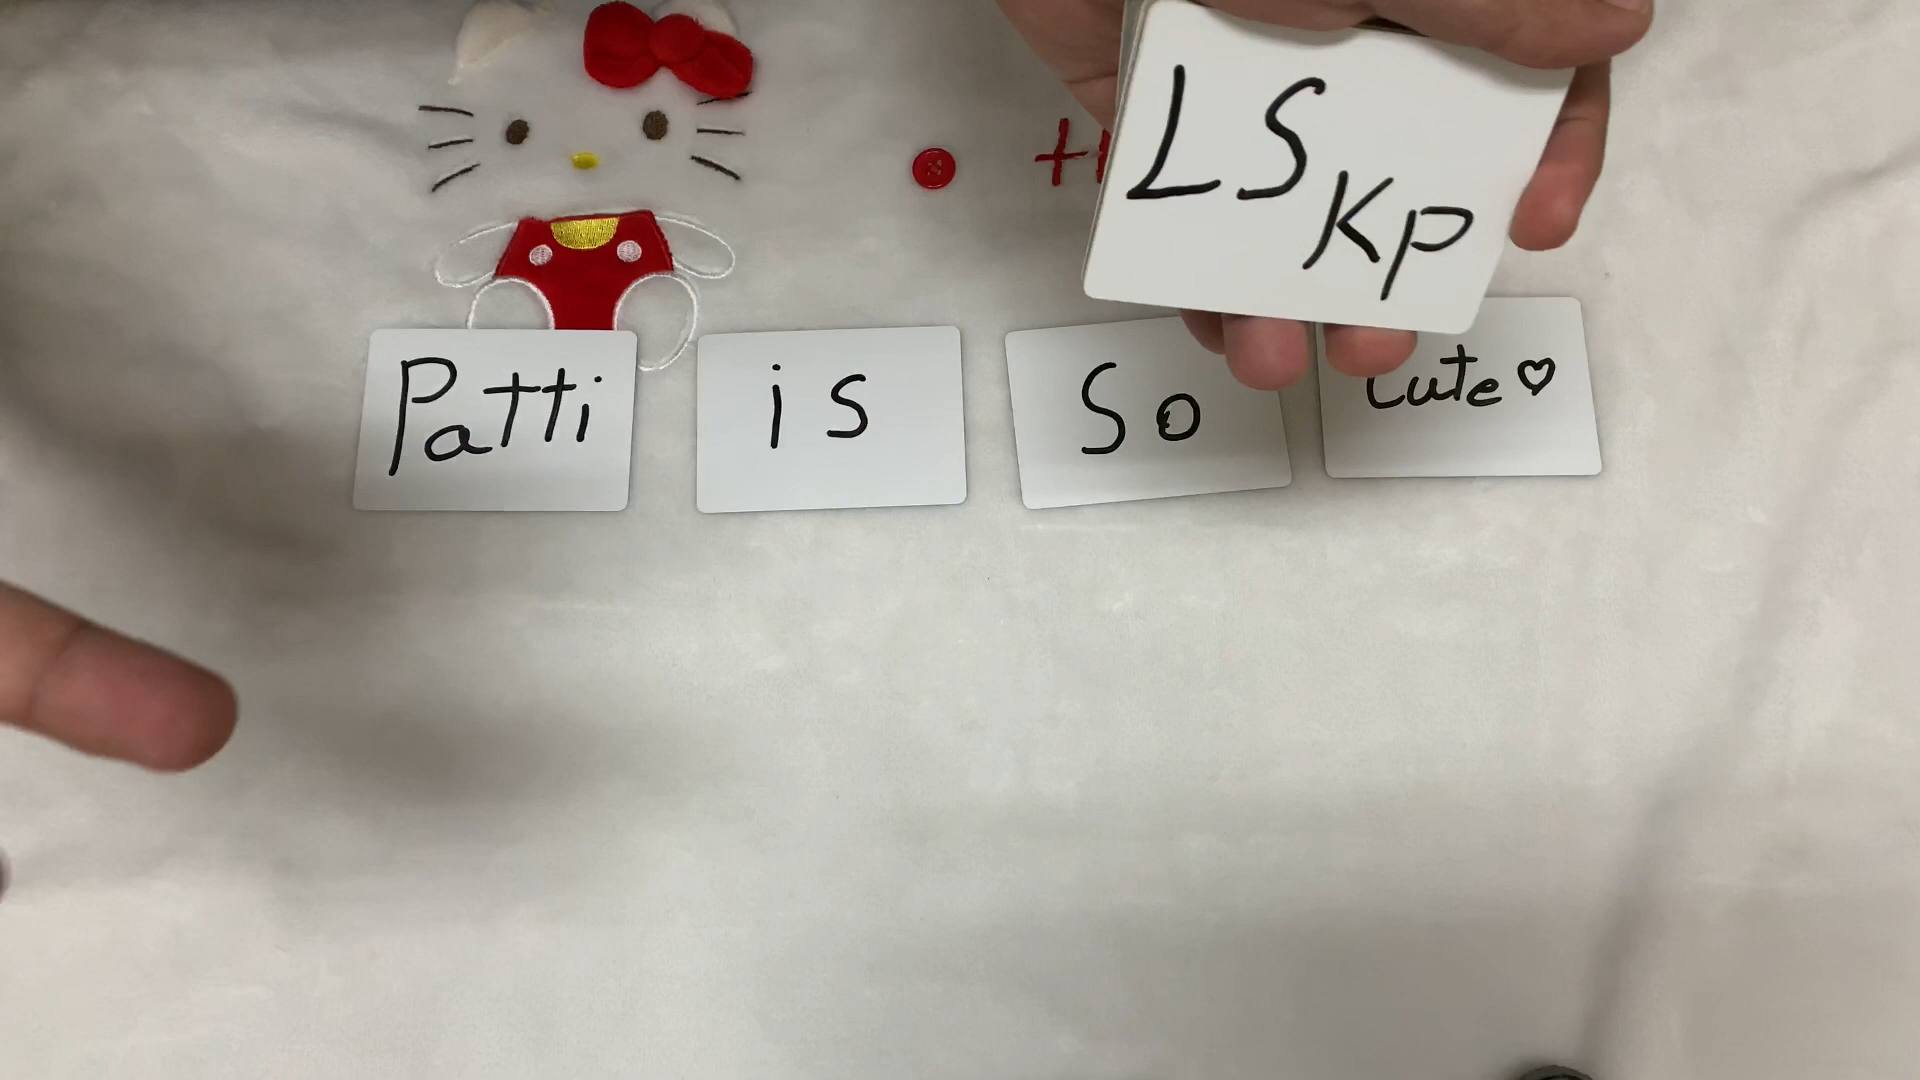 LS
KP
Patti
is
So
Cute♡